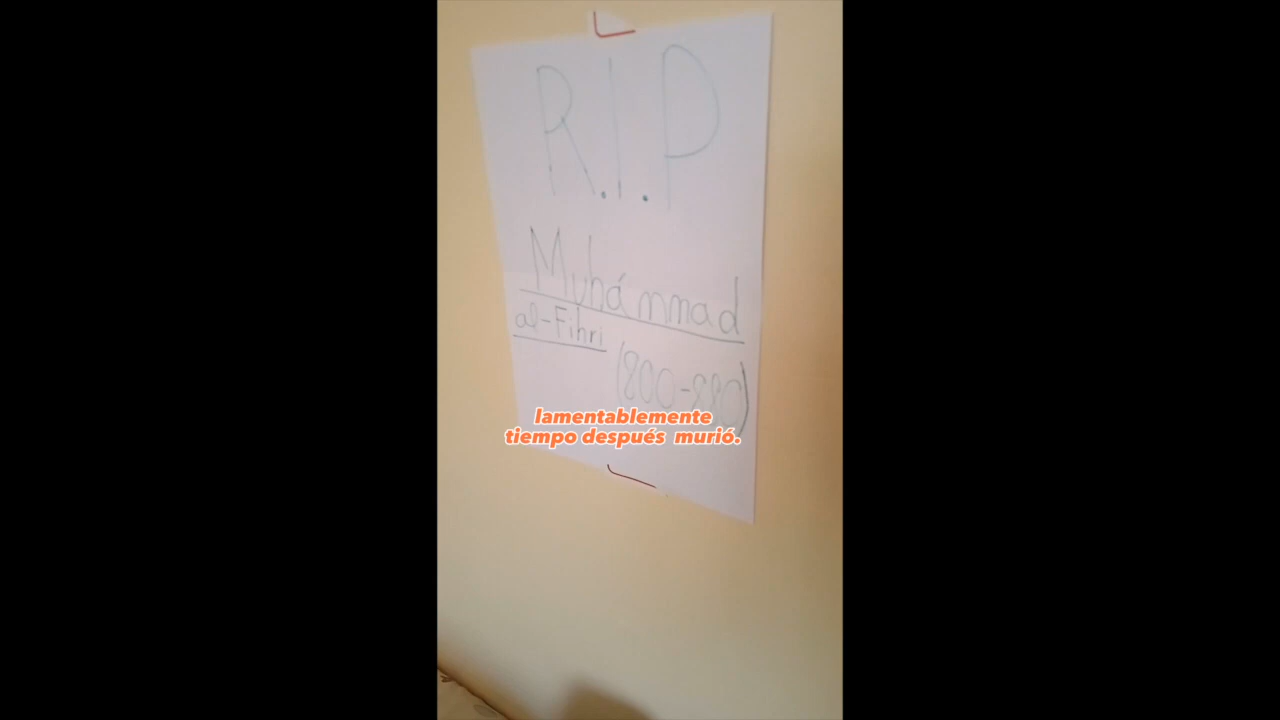 R.I.P
Muhámmad
al-Fihri
(800-880)
lamentablemente
tiempo después murió.